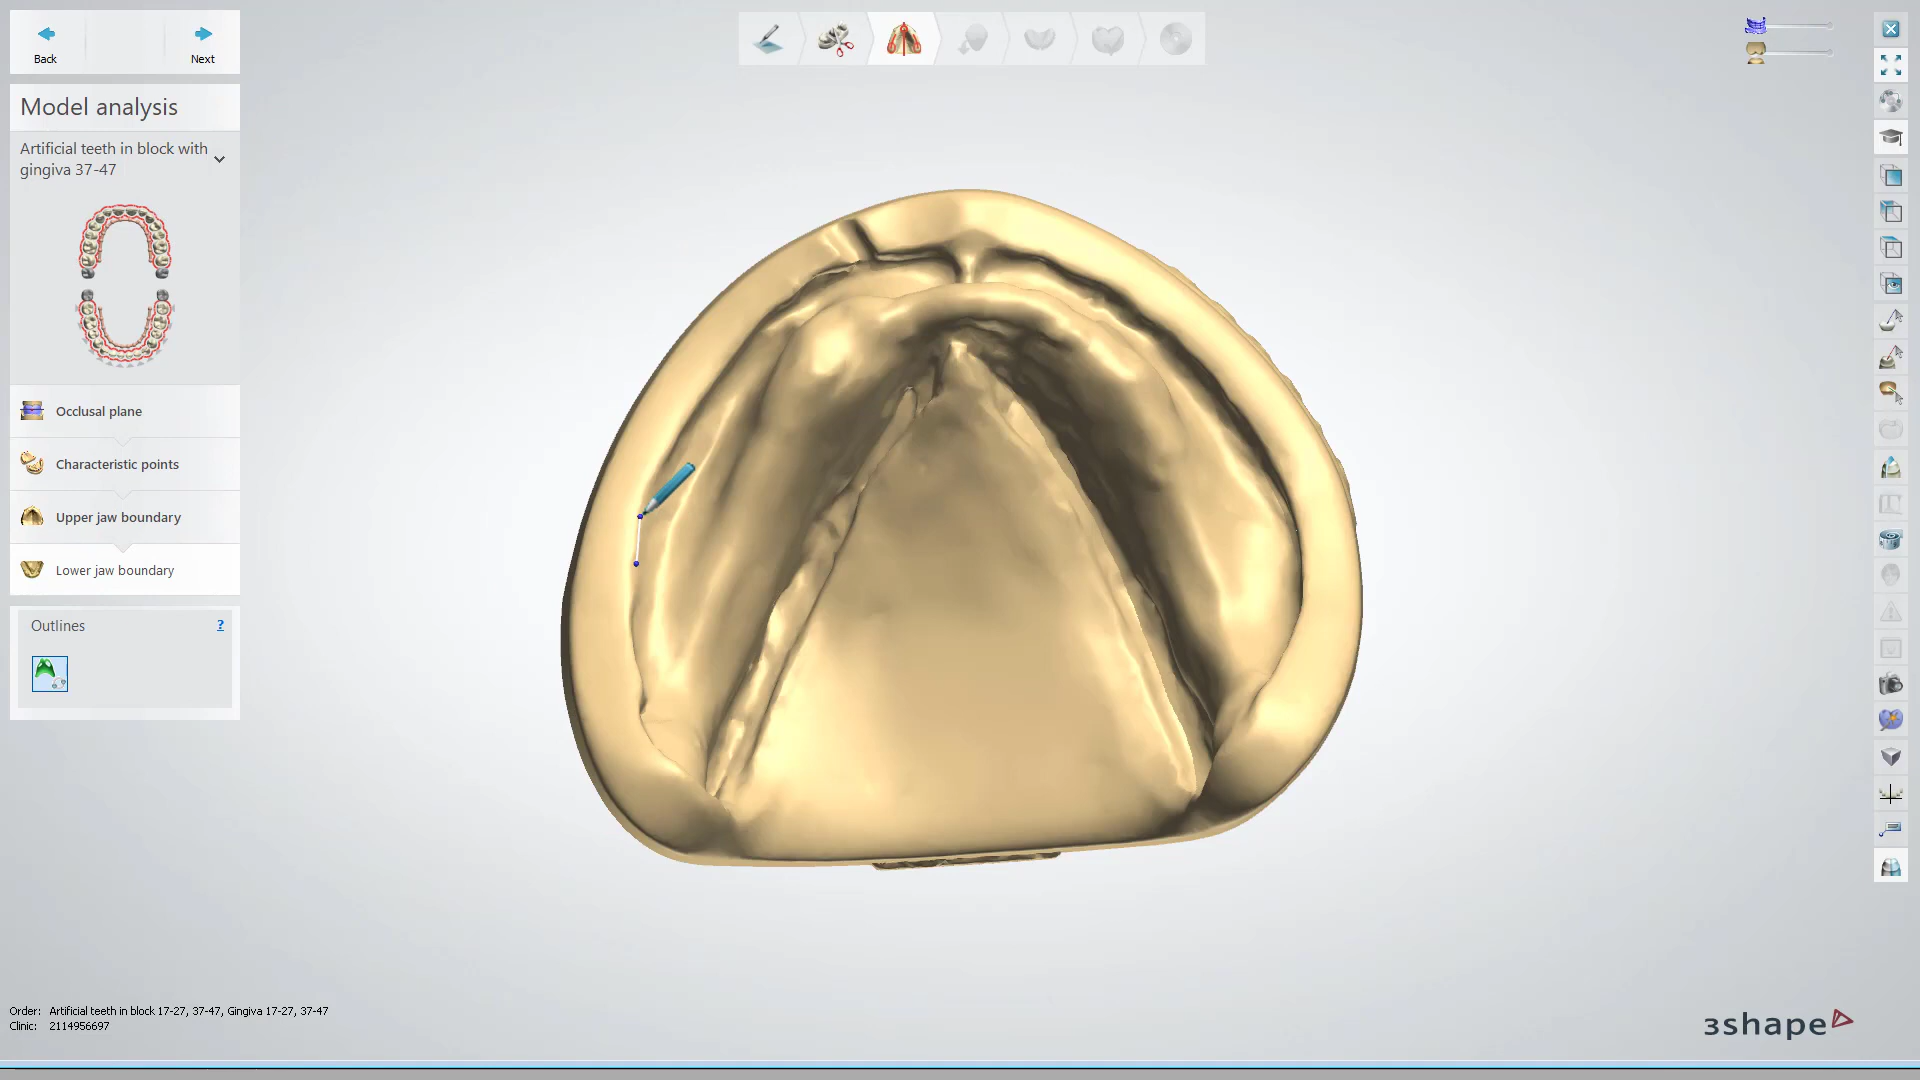 Back
Next
Model analysis
Artificial teeth in block with
gingiva 37-47
Occlusal plane
Characteristic points
Upper jaw boundary
Lower jaw boundary
Outlines
?
Order: Artificial teeth in block 17-27, 37-47, Gingiva 17-27, 37-47
Clinic: 2114956697
3shape